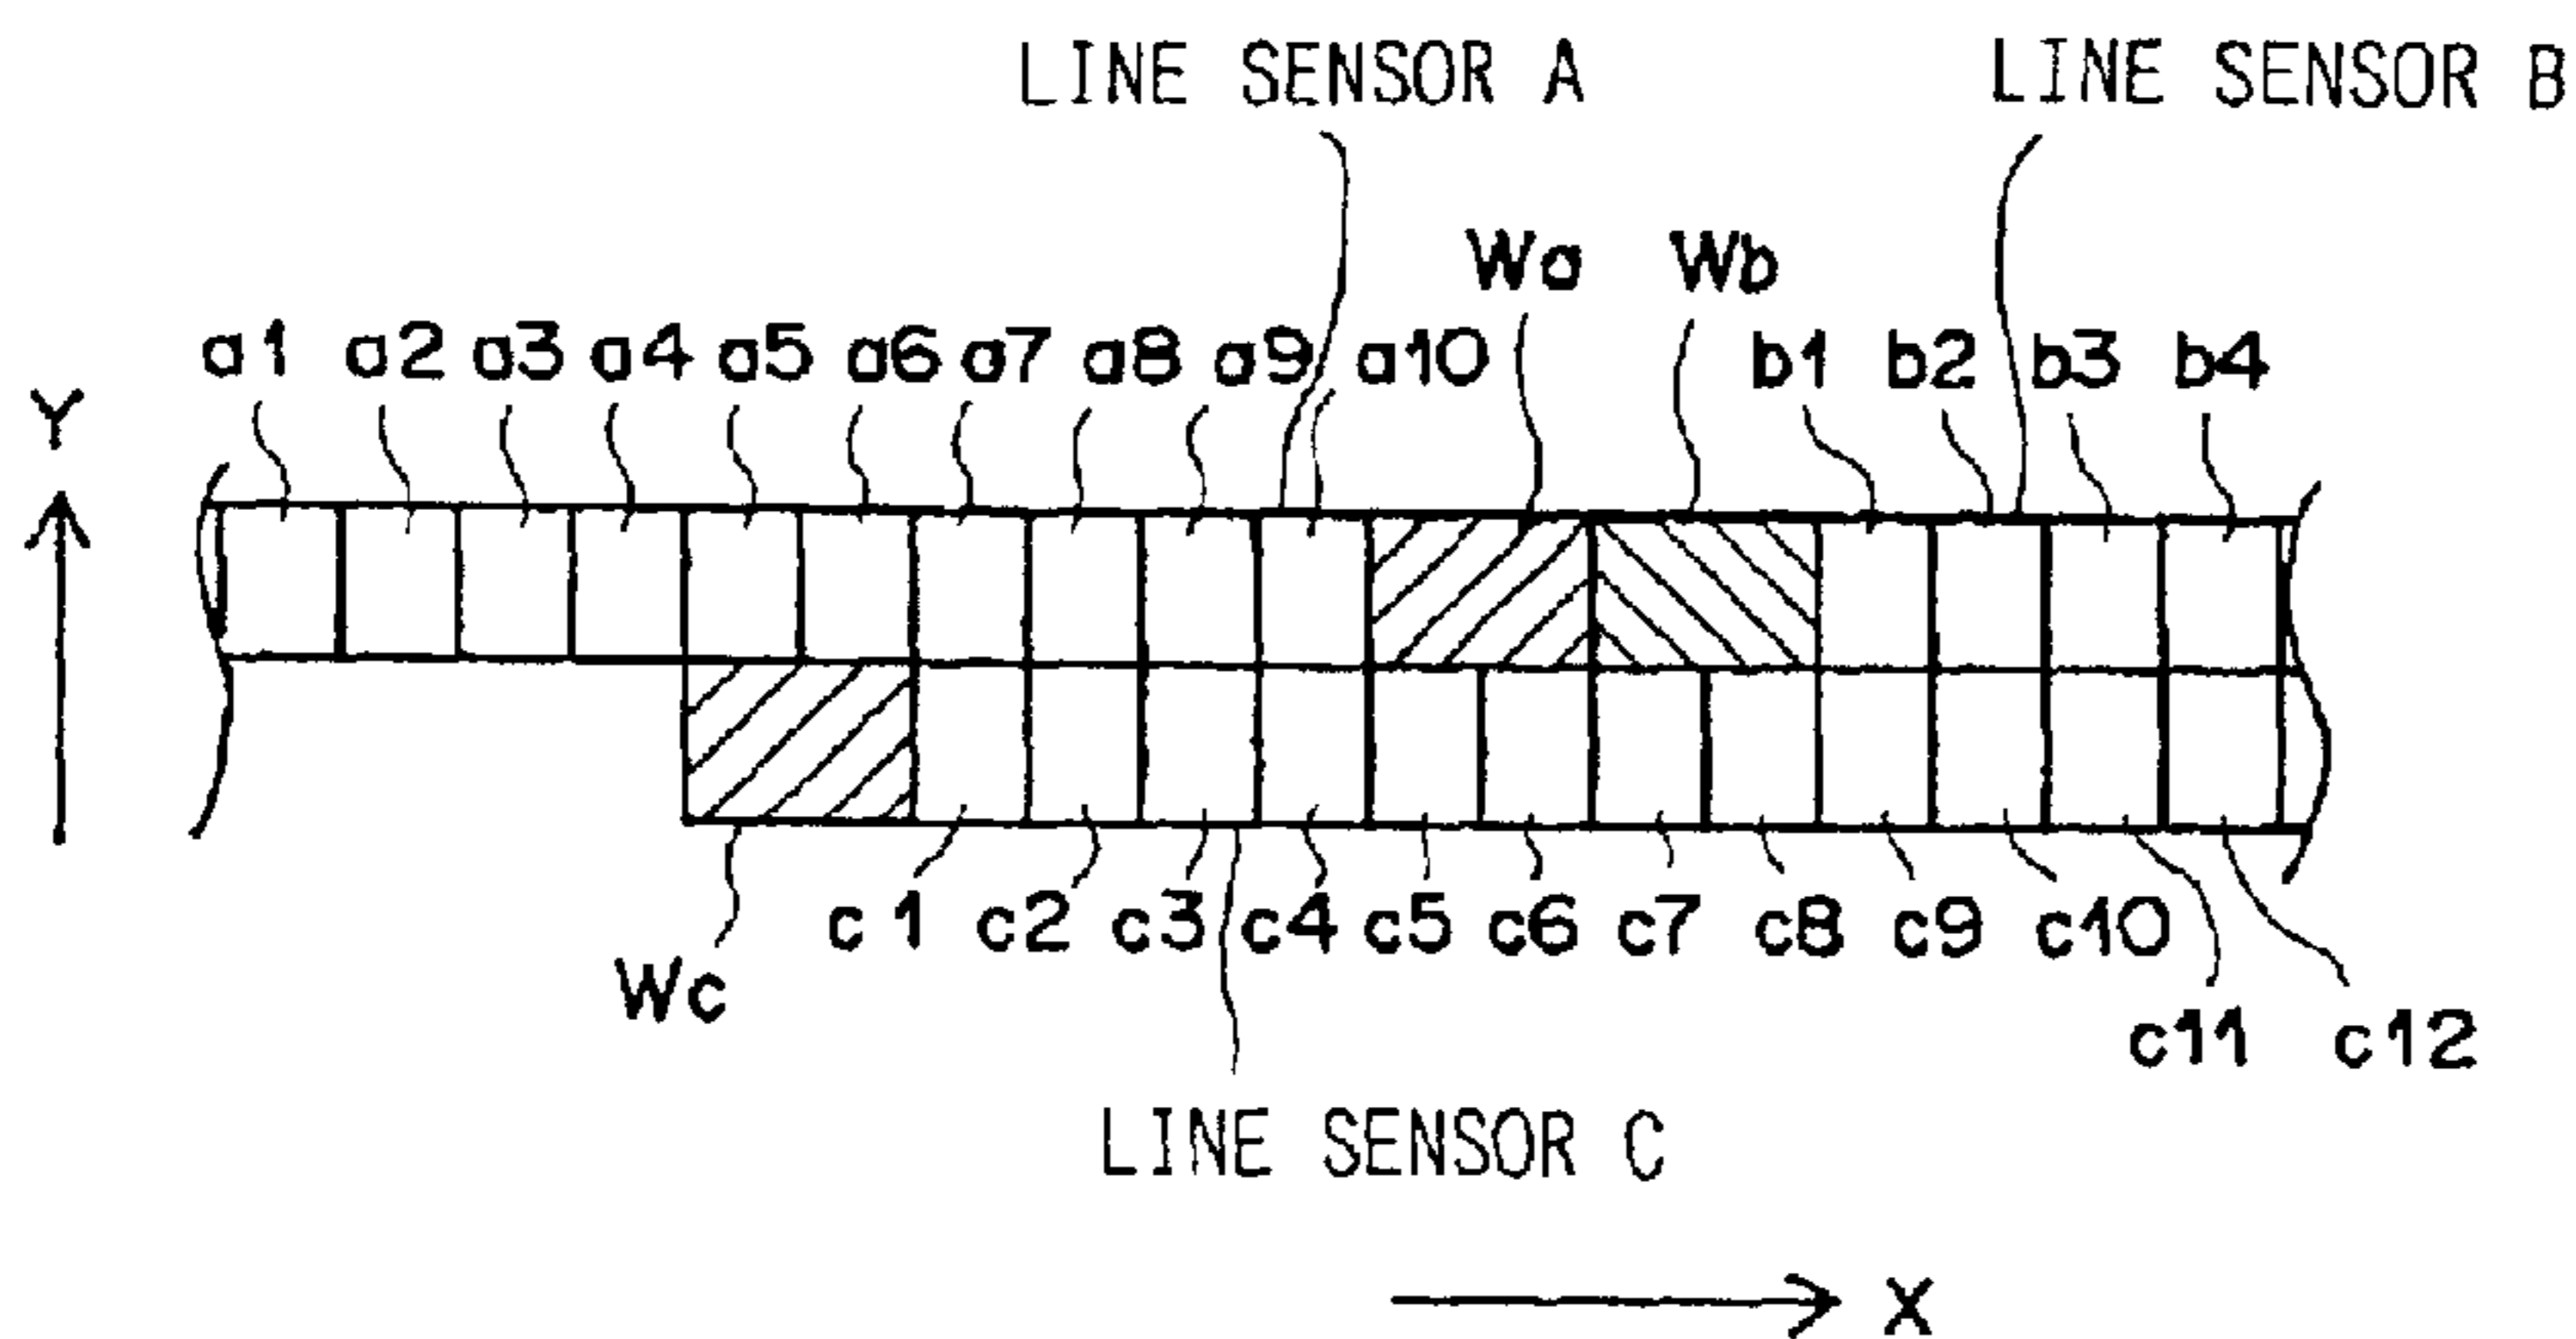 LINE SENSOR A LINE SENSOR B
Wa Wb
a1 a2 a3 a4 a5 a6 a7 a8 a9 a10 b1 b2 b3 b4
Y
c1 c2 c3 c4 c5 c6 c7 c8 c9 c10
Wc
c11 c12
LINE SENSOR C
X